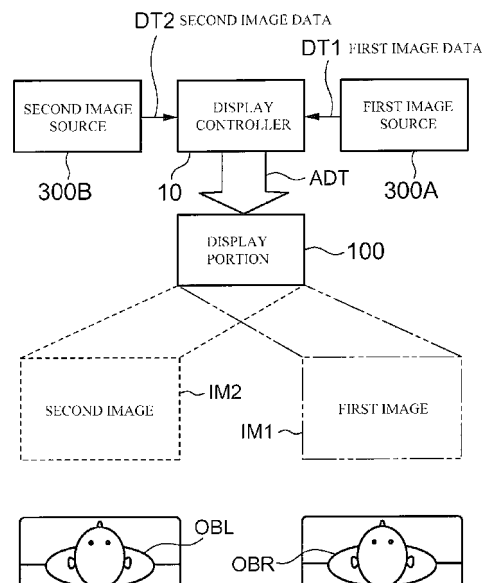 DT2 SECOND IMAGE DATA
DT1 FIRST IMAGE DATA
SECOND IMAGE
SOURCE
DISPLAY
CONTROLLER
FIRST IMAGE
SOURCE
300B
10
ADT
300A
DISPLAY
PORTION
100
SECOND IMAGE
IM2
IM1
FIRST IMAGE
OBL
OBR